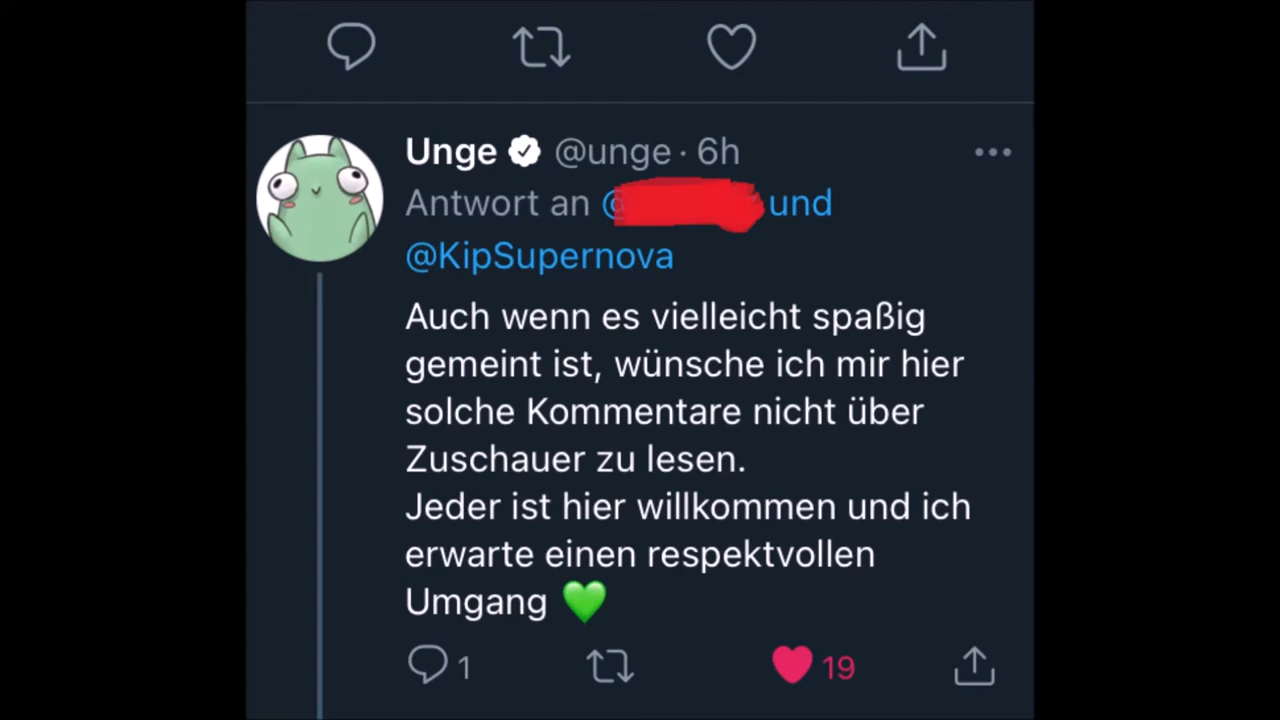 Unge @unge · 6h
Antwort an @ und
@KipSupernova
Auch wenn es vielleicht spaßig
gemeint ist, wünsche ich mir hier
solche Kommentare nicht über
Zuschauer zu lesen.
Jeder ist hier willkommen und ich
erwarte einen respektvollen
Umgang 💚
1 19